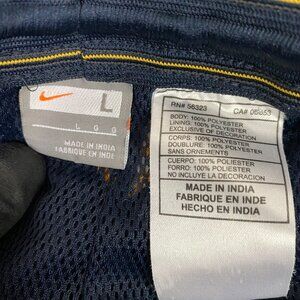 L
L G G
MADE IN INDIA
FABRIQUE EN INDE
RN# 56323 CA# 05553
BODY: 100% POLYESTER
LINING: 100% POLYESTER
EXCLUSIVE OF DECORATION
CORPS: 100% POLYESTER
DOUBLURE: 100% POLYESTER
SANS ORNEMENTS
CUERPO: 100% POLIESTER
FORRO: 100% POLIESTER
NO INCLUYE LA DECORACION
MADE IN INDIA
FABRIQUE EN INDE
HECHO EN INDIA